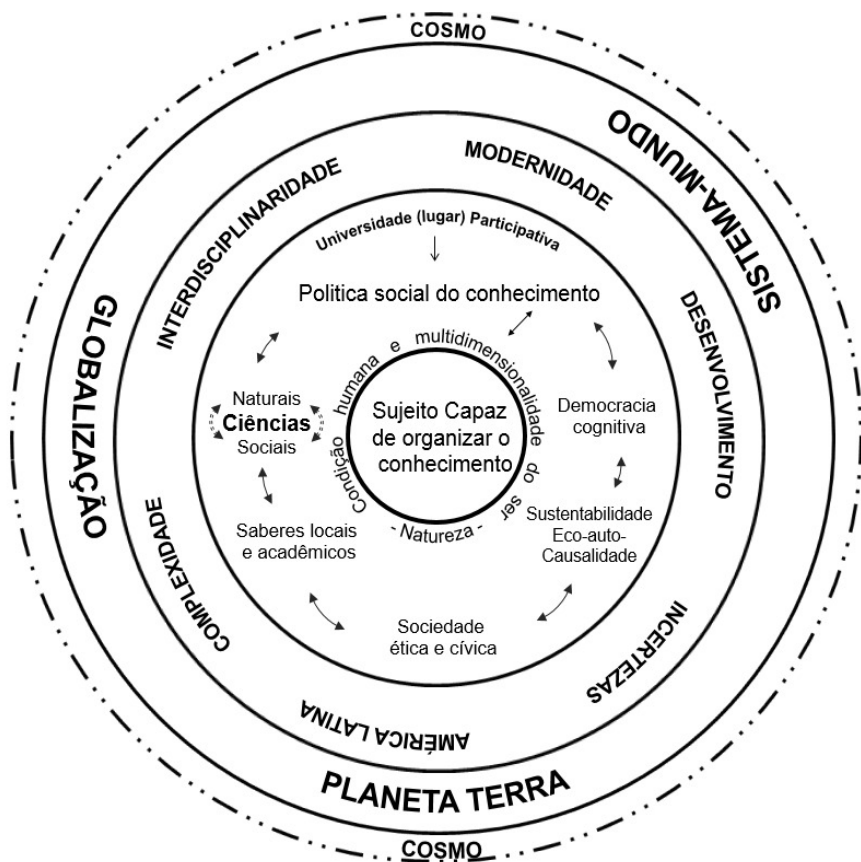 COSMO
SISTEMA-MUNDO
GLOBALIZAÇÃO
PLANETA TERRA
COSMO
INTERDISCIPLINARIDADE
MODERNIDADE
DESENVOLVIMENTO
INCERTEZAS
AMÉRICA LATINA
COMPLEXIDADE
Universidade (lugar) Participativa
Politica social do conhecimento
Democracia
cognitiva
Sustentabilidade
Eco-auto-
Causalidade
Sociedade
ética e cívica
Saberes locais
e acadêmicos
Naturais
Ciências
Sociais
Condição humana e multidimensionalidade do ser
- Natureza -
Sujeito Capaz
de organizar o
conhecimento